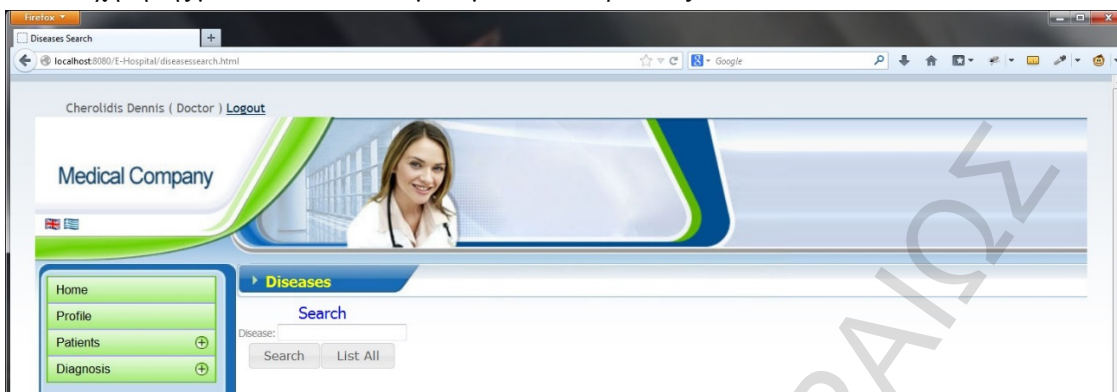 Firefox
Diseases Search
localhost:8080/E-Hospital/diseasessearch.html
Google
Cherolidis Dennis ( Doctor ) Logout
Medical Company
Home
Profile
Patients
Diagnosis
Diseases
Search
Disease:
Search List All
ΡΑΙΩΣ